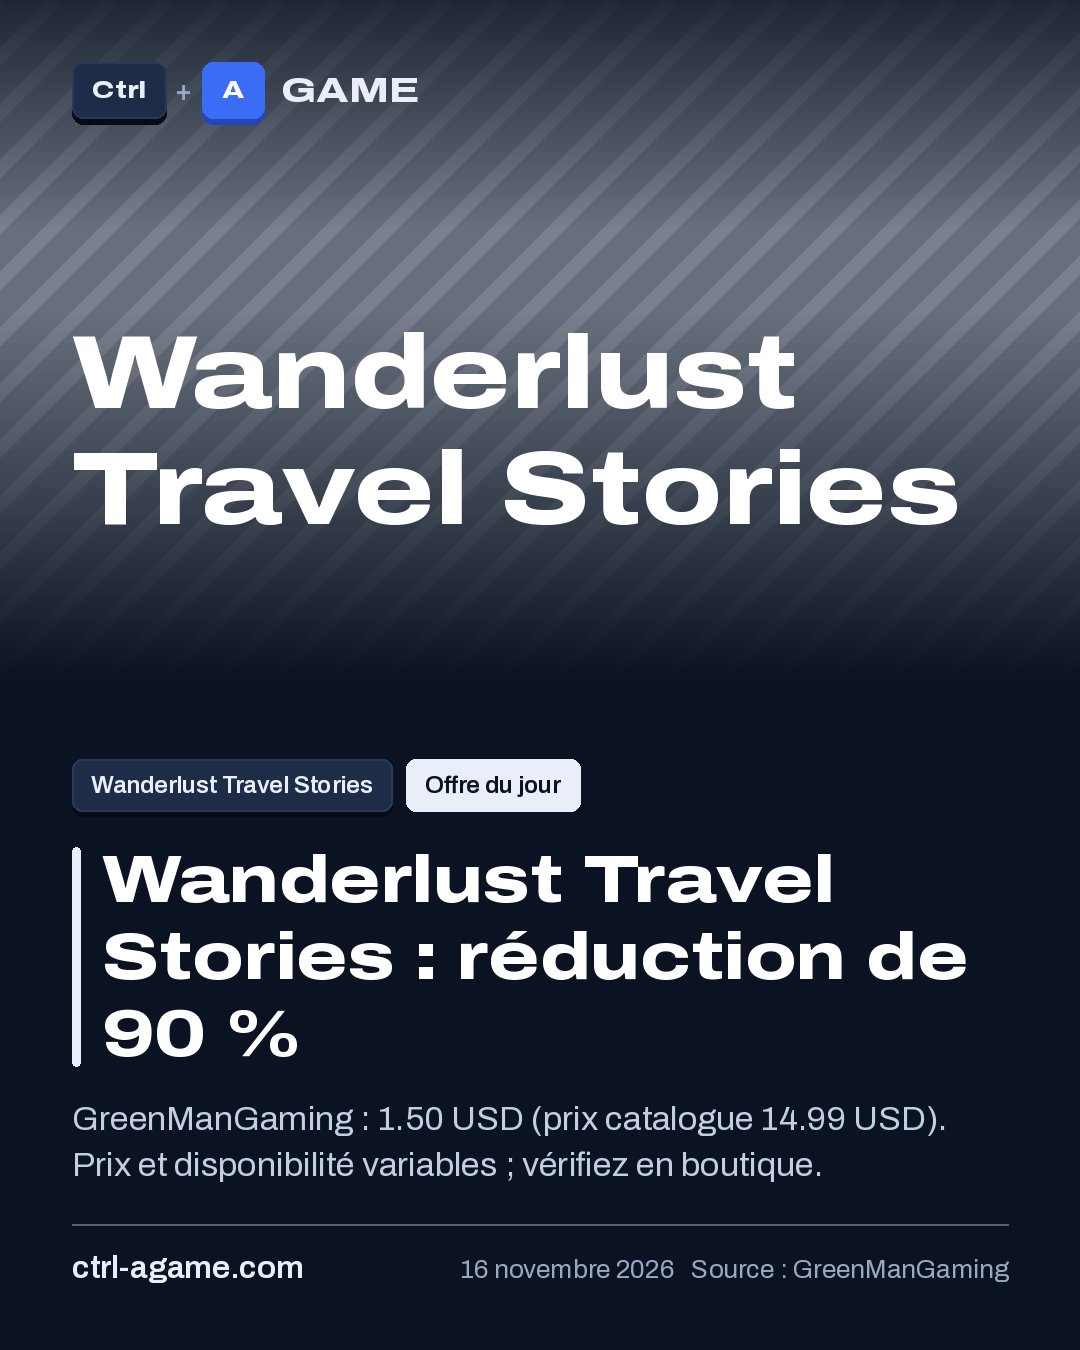 Ctrl + A GAME
Wanderlust
Travel Stories
Wanderlust Travel Stories
Offre du jour
Wanderlust Travel
Stories : réduction de
90 %
GreenManGaming : 1.50 USD (prix catalogue 14.99 USD).
Prix et disponibilité variables ; vérifiez en boutique.
ctrl-agame.com
16 novembre 2026 Source : GreenManGaming